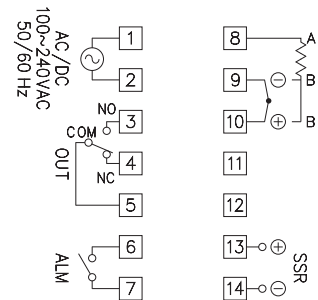 AC/DC
100~240VAC
50/60 Hz
1
2
3
4
5
6
7
NO
COM
NC
OUT
ALM
8
9
10
11
12
13
14
A
B
B
⊖
⊕
⊕
⊖
SSR